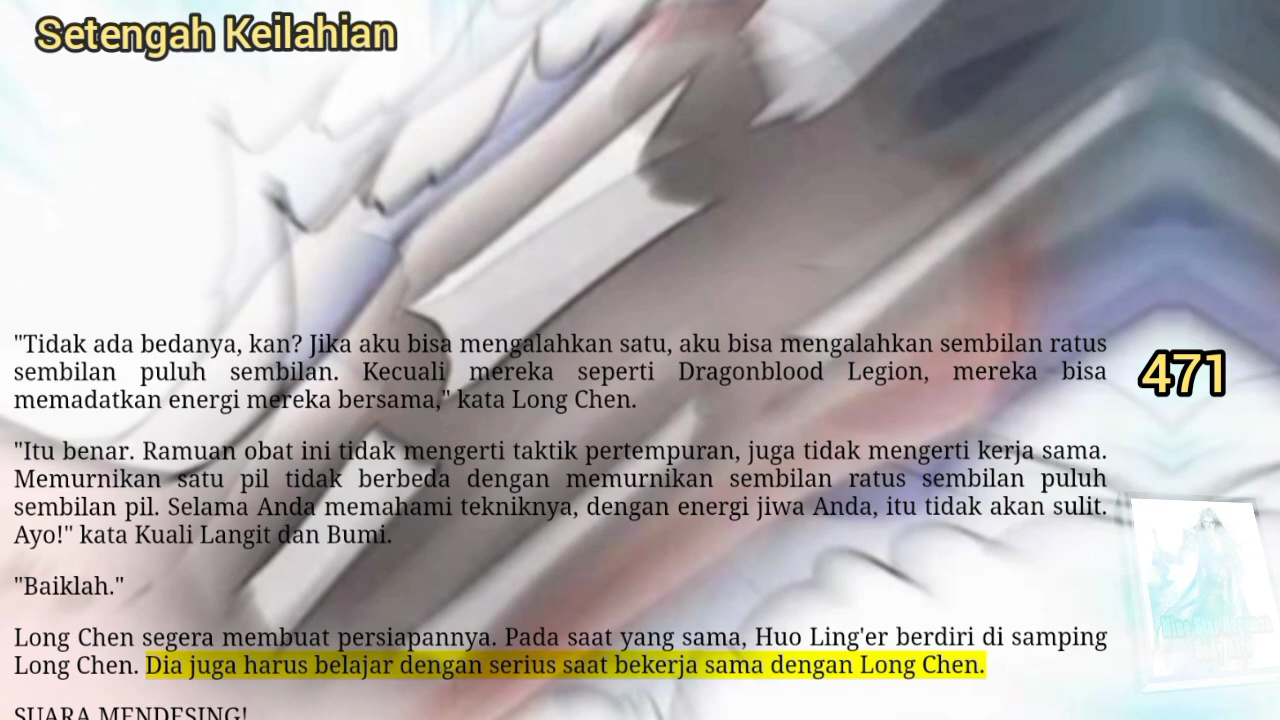 Setengah Keilahian
"Tidak ada bedanya, kan? Jika aku bisa mengalahkan satu, aku bisa mengalahkan sembilan ratus
sembilan puluh sembilan. Kecuali mereka seperti Dragonblood Legion, mereka bisa
memadatkan energi mereka bersama," kata Long Chen.
471
"Itu benar. Ramuan obat ini tidak mengerti taktik pertempuran, juga tidak mengerti kerja sama.
Memurnikan satu pil tidak berbeda dengan memurnikan sembilan ratus sembilan puluh
sembilan pil. Selama Anda memahami tekniknya, dengan energi jiwa Anda, itu tidak akan sulit.
Ayo!" kata Kuali Langit dan Bumi.
"Baiklah."
Long Chen segera membuat persiapannya. Pada saat yang sama, Huo Ling'er berdiri di samping
Long Chen. Dia juga harus belajar dengan serius saat bekerja sama dengan Long Chen.
SUARA MENDESING!